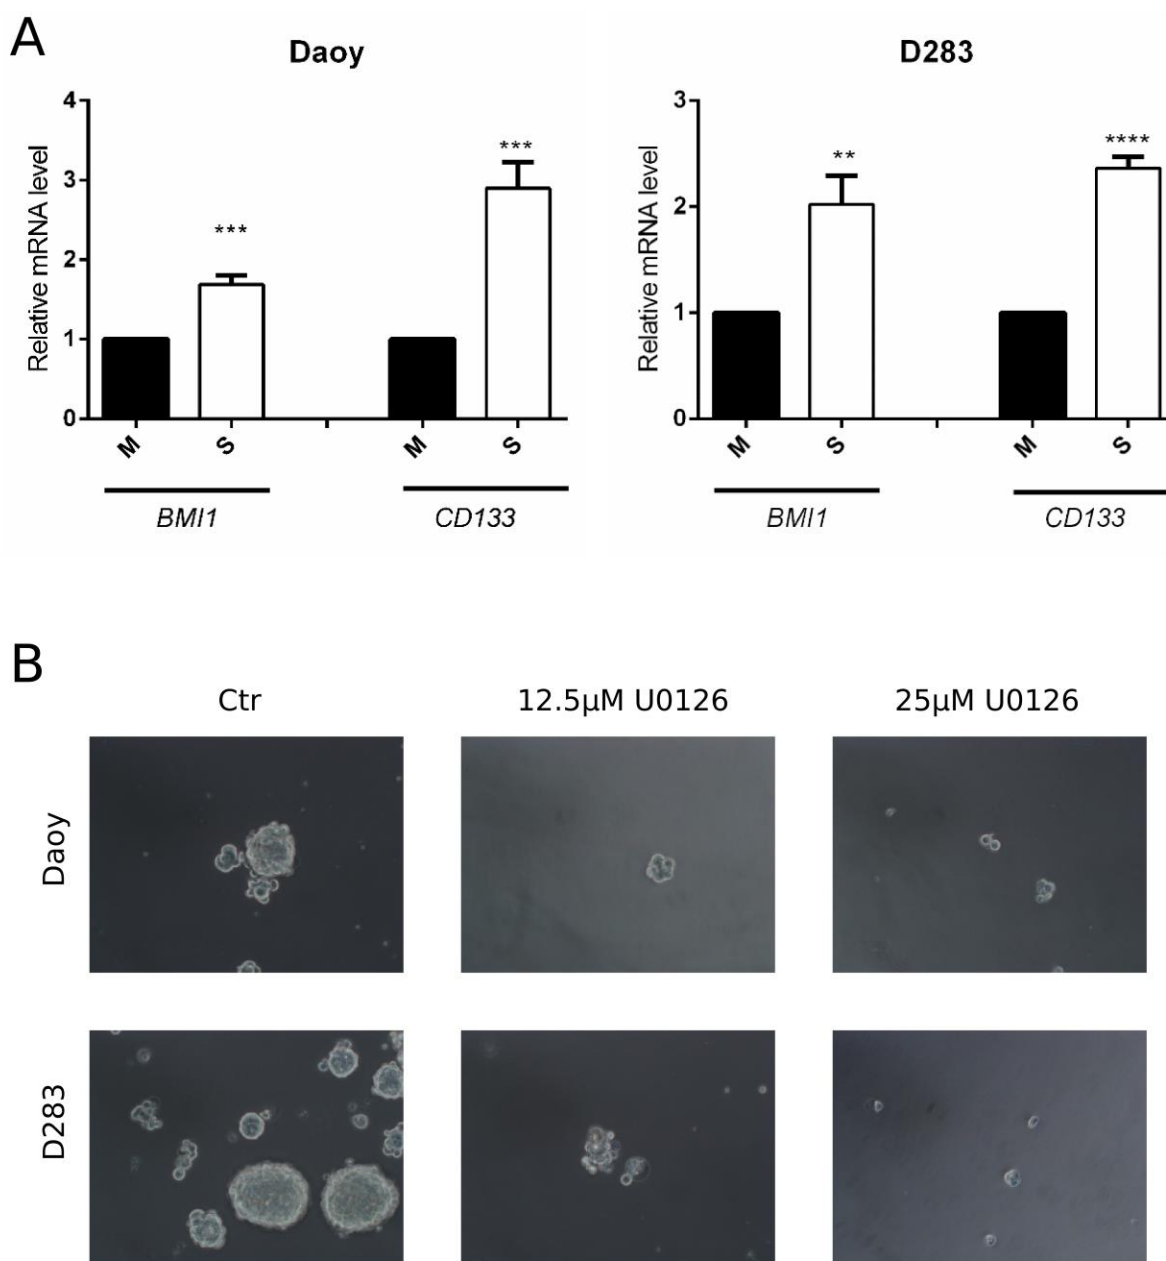 A
Daoy
D283
Relative mRNA level
4
3
2
1
0
***
***
M
S
M
S
BMI1
CD133
Relative mRNA level
3
2
1
0
**
****
M
S
M
S
BMI1
CD133
B
Ctr
12.5µM U0126
25µM U0126
Daoy
D283